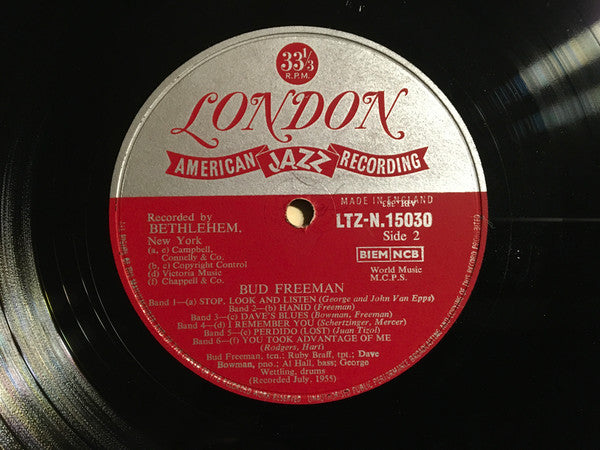 33 1/3
R.P.M.
LONDON
AMERICAN JAZZ RECORDING
MADE IN ENGLAND
Recorded by
BETHLEHEM,
New York
(a, e) Campbell,
Connelly & Co.
(b, c) Copyright Control
(d) Victoria Music
(f) Chappell & Co.
LTZ-N.15030
Side 2
BIEM NCB
World Music
M.C.P.S.
BUD FREEMAN
Band 1—(a) STOP, LOOK AND LISTEN (George and John Van Epps)
Band 2—(b) HANID (Freeman)
Band 3—(c) DAVE'S BLUES (Bowman, Freeman)
Band 4—(d) I REMEMBER YOU (Schertzinger, Mercer)
Band 5—(e) PERDIDO (LOST) (Juan Tizol)
Band 6—(f) YOU TOOK ADVANTAGE OF ME
(Rodgers, Hart)
Bud Freeman, ten.; Ruby Braff, tpt.; Dave
Bowman, pno.; Al Hall, bass; George
Wettling, drums
(Recorded July, 1955)